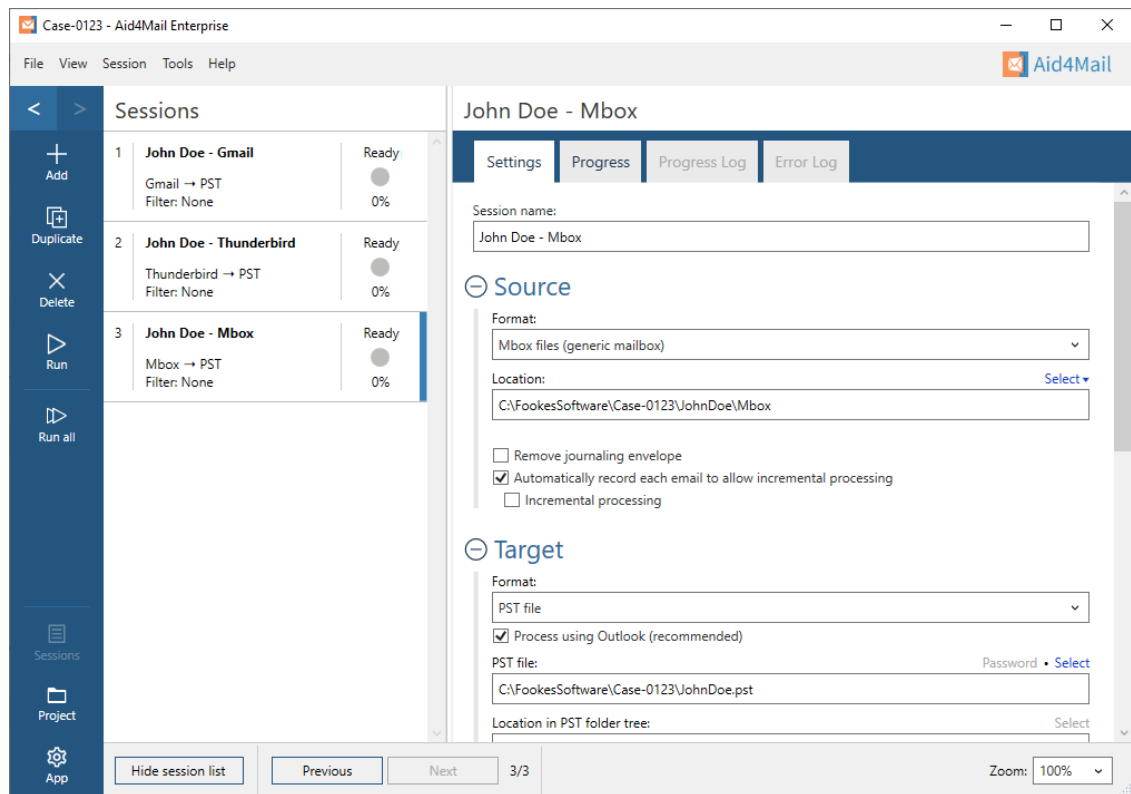 Case-0123 - Aid4Mail Enterprise
File View Session Tools Help
Aid4Mail
< >
Sessions
John Doe - Mbox
Add
Duplicate
Delete
Run
Run all
Sessions
Project
App
1 John Doe - Gmail Ready
Gmail → PST
Filter: None 0%
2 John Doe - Thunderbird Ready
Thunderbird → PST
Filter: None 0%
3 John Doe - Mbox Ready
Mbox → PST
Filter: None 0%
Settings Progress Progress Log Error Log
Session name:
John Doe - Mbox
Source
Format:
Mbox files (generic mailbox)
Location: Select
C:\FookesSoftware\Case-0123\JohnDoe\Mbox
Remove journaling envelope
Automatically record each email to allow incremental processing
Incremental processing
Target
Format:
PST file
Process using Outlook (recommended)
PST file: Password • Select
C:\FookesSoftware\Case-0123\JohnDoe.pst
Location in PST folder tree: Select
Hide session list Previous Next 3/3 Zoom: 100%